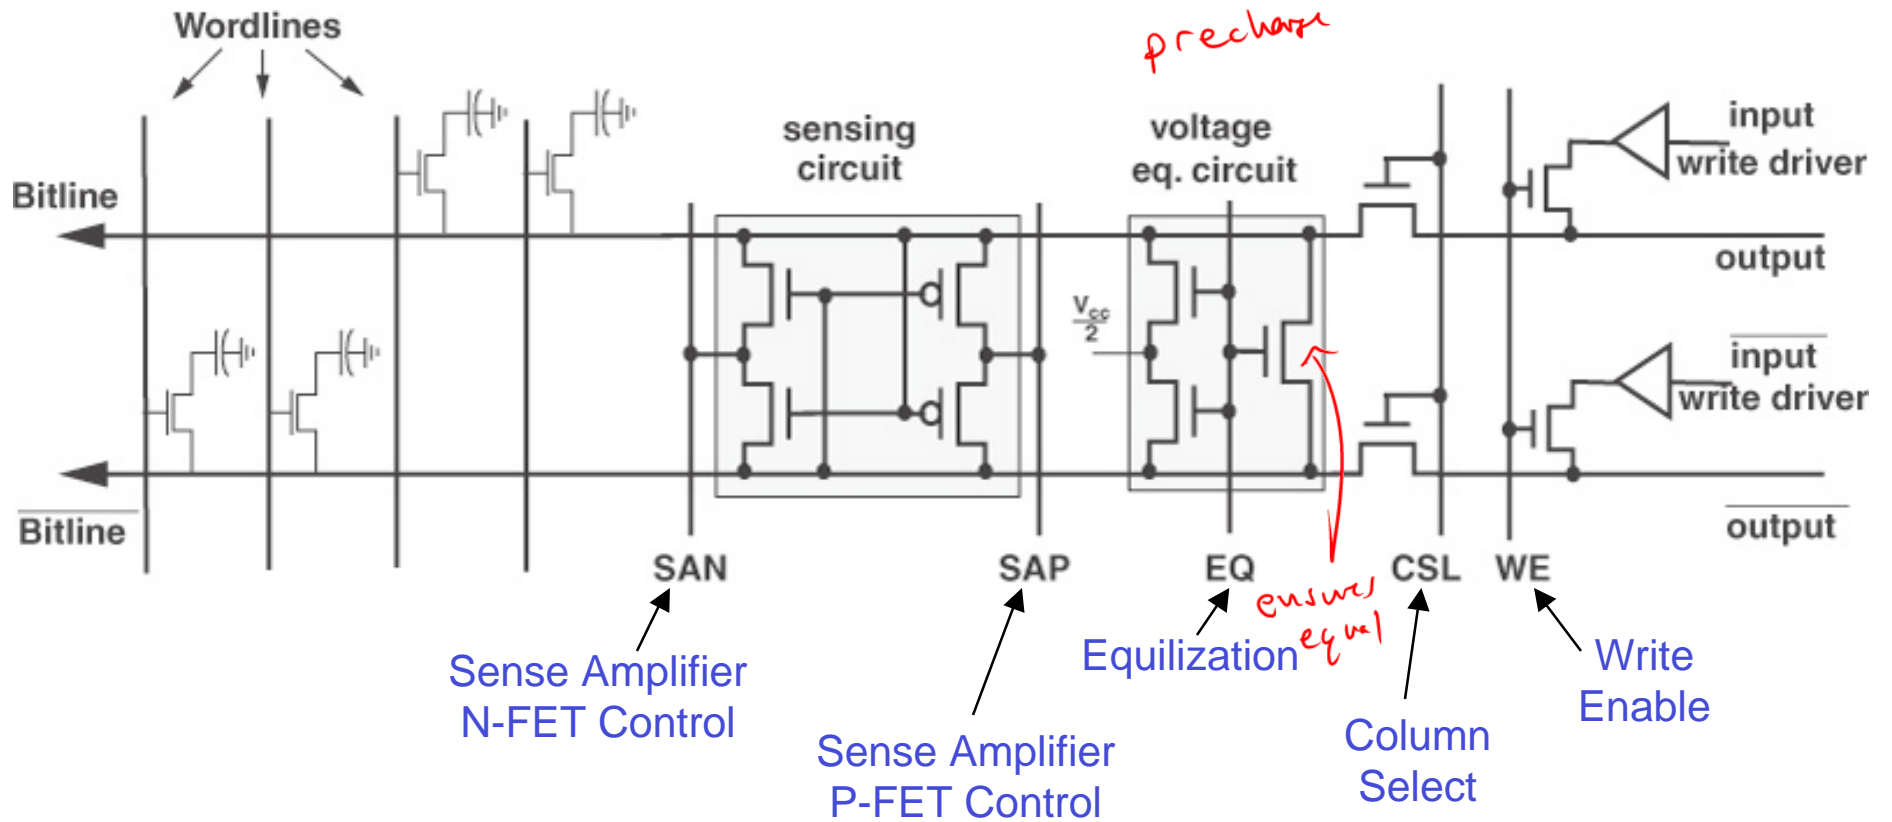 precharge
Wordlines
sensing
circuit
voltage
eq. circuit
input
write driver
Bitline
output
Vcc
2
input
write driver
Bitline
output
SAN
SAP
EQ
CSL
WE
ensures
equal
Equilization
Sense Amplifier
N-FET Control
Sense Amplifier
P-FET Control
Column
Select
Write
Enable